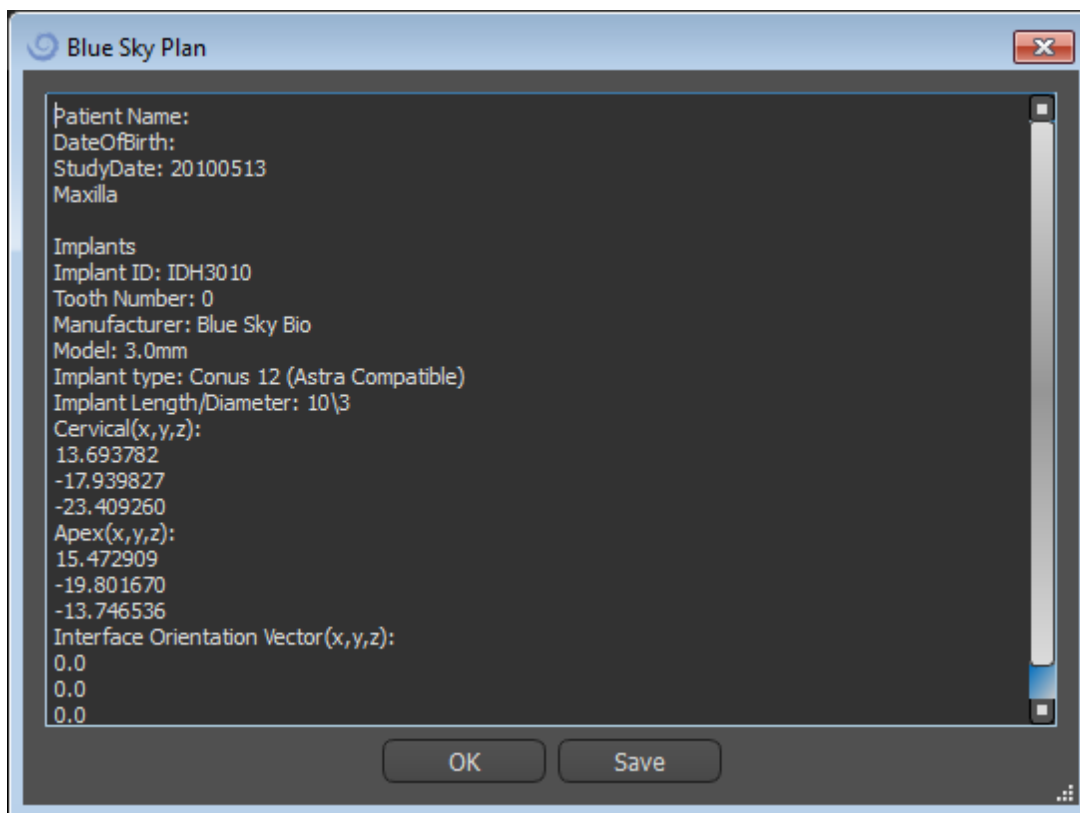 Blue Sky Plan
Patient Name:
DateOfBirth:
StudyDate: 20100513
Maxilla
Implants
Implant ID: IDH3010
Tooth Number: 0
Manufacturer: Blue Sky Bio
Model: 3.0mm
Implant type: Conus 12 (Astra Compatible)
Implant Length/Diameter: 10\3
Cervical(x,y,z):
13.693782
-17.939827
-23.409260
Apex(x,y,z):
15.472909
-19.801670
-13.746536
Interface Orientation Vector(x,y,z):
0.0
0.0
0.0
OK
Save